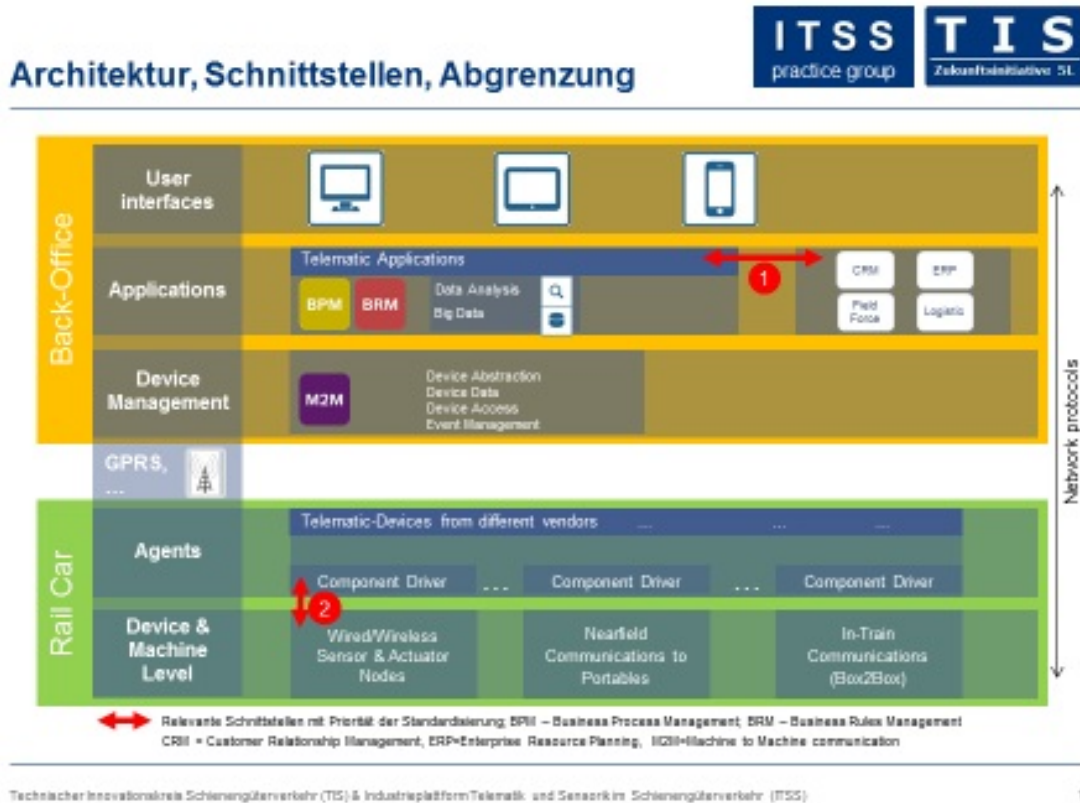 ITSS
practice group
TIS
Zukunftsinitiative 5L
Architektur, Schnittstellen, Abgrenzung
Back-Office
User
interfaces
Applications
Telematic Applications
BPM
BRM
Data Analysis
Big Data
1
CRM
ERP
Field
Force
Logistic
Device
Management
M2M
Device Abstraction
Device Data
Device Access
Event Management
Network protocols
GPRS,
...
Rail Car
Agents
Telematic-Devices from different vendors ... ... ...
Component Driver ... Component Driver ... Component Driver
2
Device &
Machine
Level
Wired/Wireless
Sensor & Actuator
Nodes
Nearfield
Communications to
Portables
In-Train
Communications
(Box2Box)
Relevante Schnittstellen mit Priorität der Standardisierung; BPM – Business Process Management; BRM – Business Rules Management
CRM = Customer Relationship Management, ERP=Enterprise Resource Planning, M2M=Machine to Machine communication
Technischer Innovationskreis Schienengüterverkehr (TIS) & Industrieplattform Telematik und Sensorik im Schienengüterverkehr (ITSS)